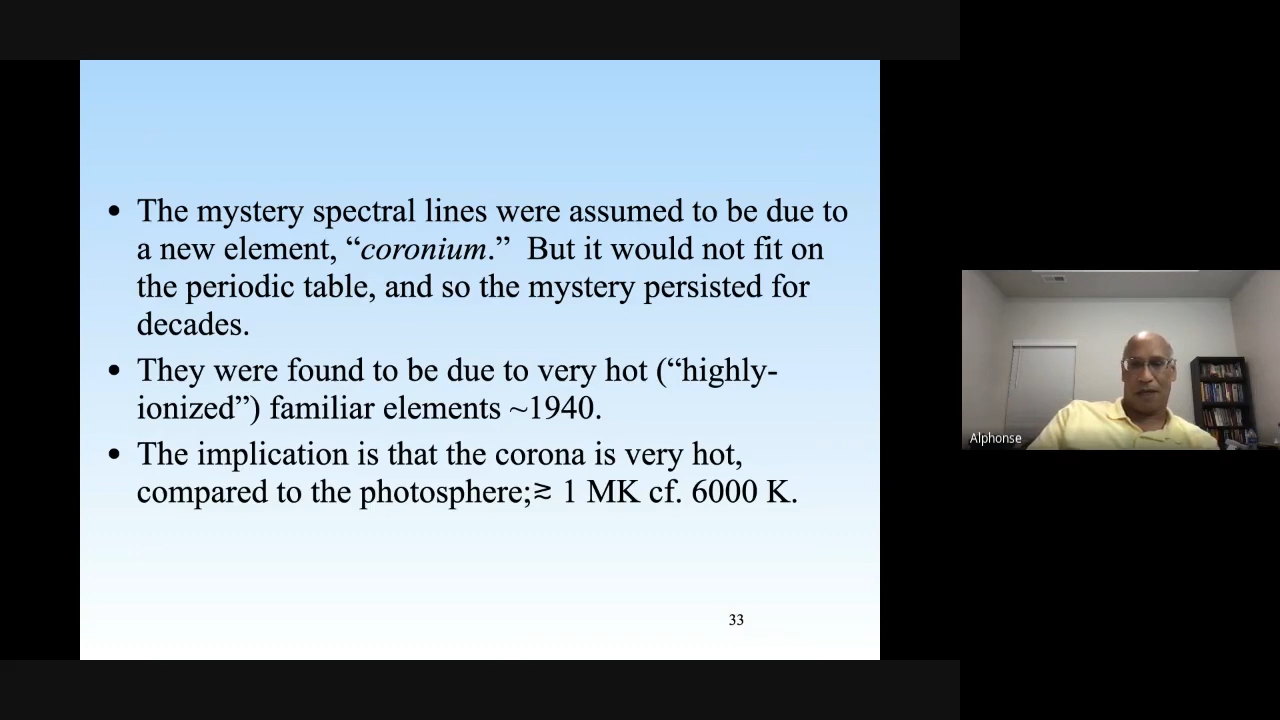 • The mystery spectral lines were assumed to be due to
a new element, “coronium.”  But it would not fit on
the periodic table, and so the mystery persisted for
decades.
• They were found to be due to very hot (“highly-
ionized”) familiar elements ~1940.
• The implication is that the corona is very hot,
compared to the photosphere;≳ 1 MK cf. 6000 K.
33
Alphonse